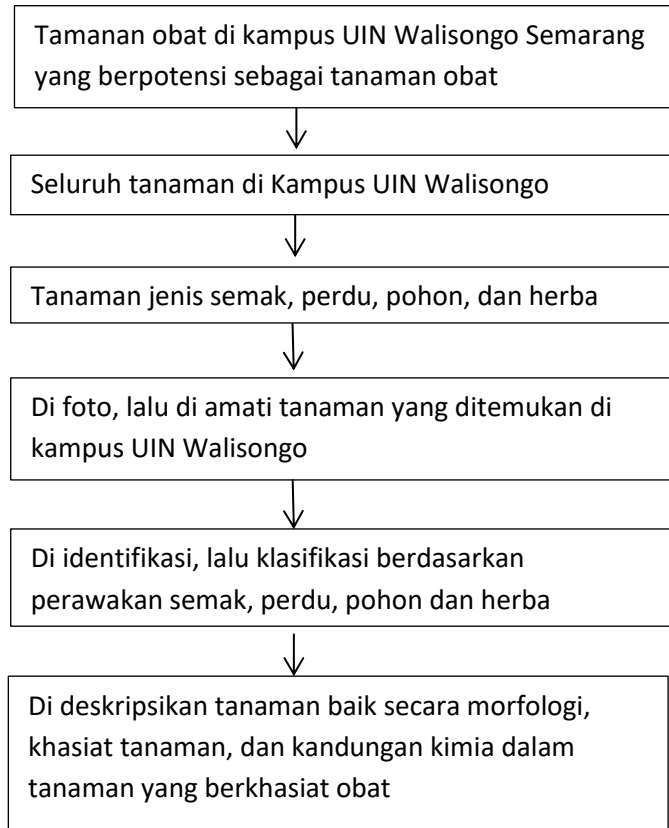 Tamanan obat di kampus UIN Walisongo Semarang
yang berpotensi sebagai tanaman obat
Seluruh tanaman di Kampus UIN Walisongo
Tanaman jenis semak, perdu, pohon, dan herba
Di foto, lalu di amati tanaman yang ditemukan di
kampus UIN Walisongo
Di identifikasi, lalu klasifikasi berdasarkan
perawakan semak, perdu, pohon dan herba
Di deskripsikan tanaman baik secara morfologi,
khasiat tanaman, dan kandungan kimia dalam
tanaman yang berkhasiat obat